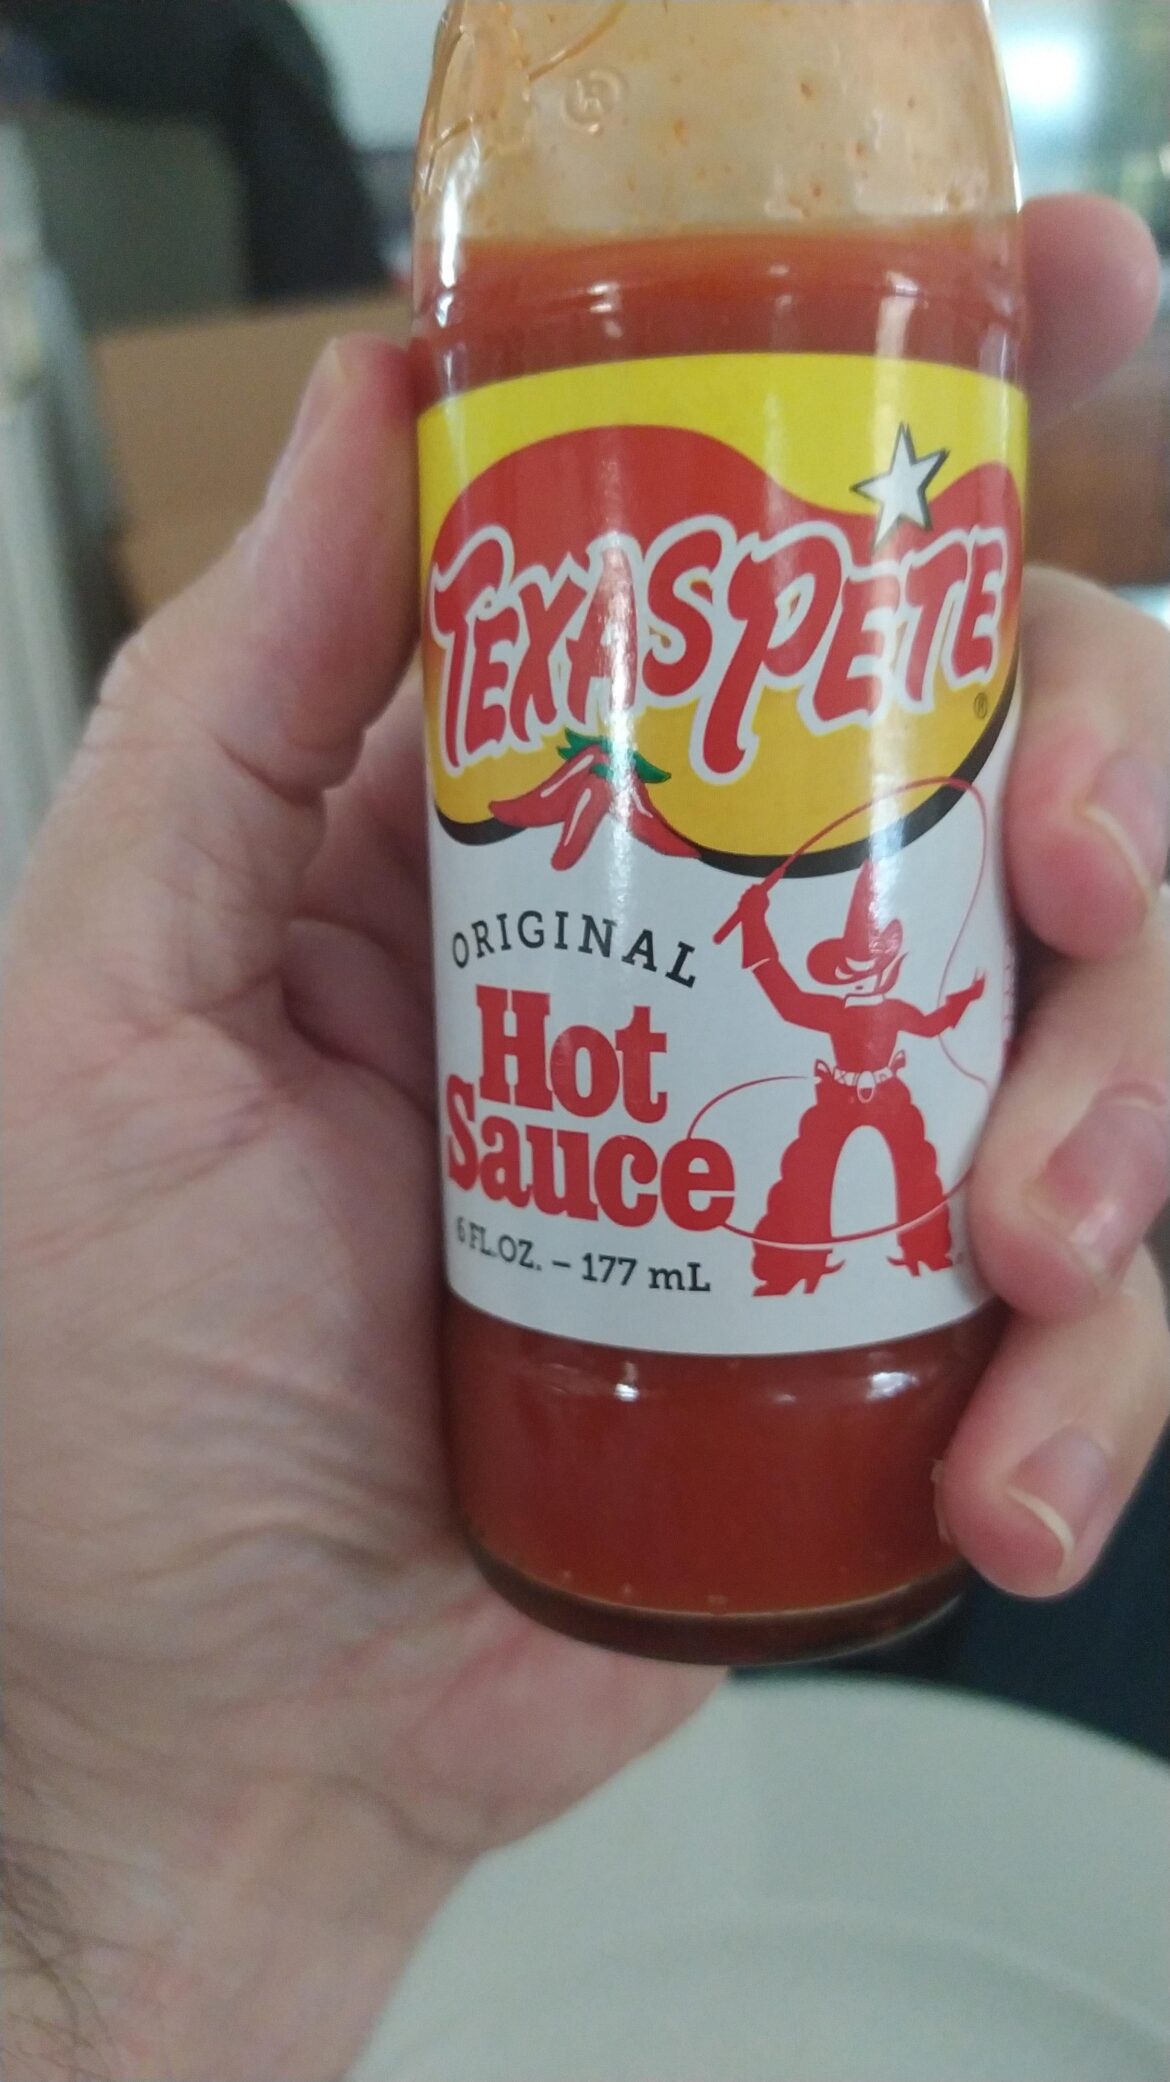 TEXAS PETE
®
ORIGINAL
Hot
Sauce
6 FL.OZ. – 177 mL